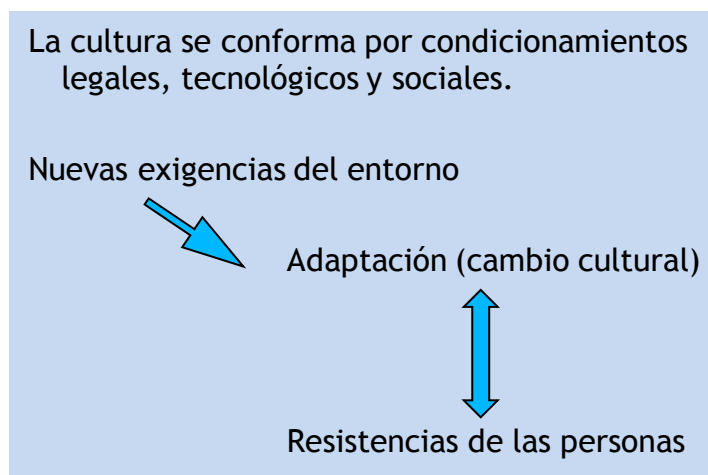 La cultura se conforma por condicionamientos
legales, tecnológicos y sociales.
Nuevas exigencias del entorno
Adaptación (cambio cultural)
Resistencias de las personas